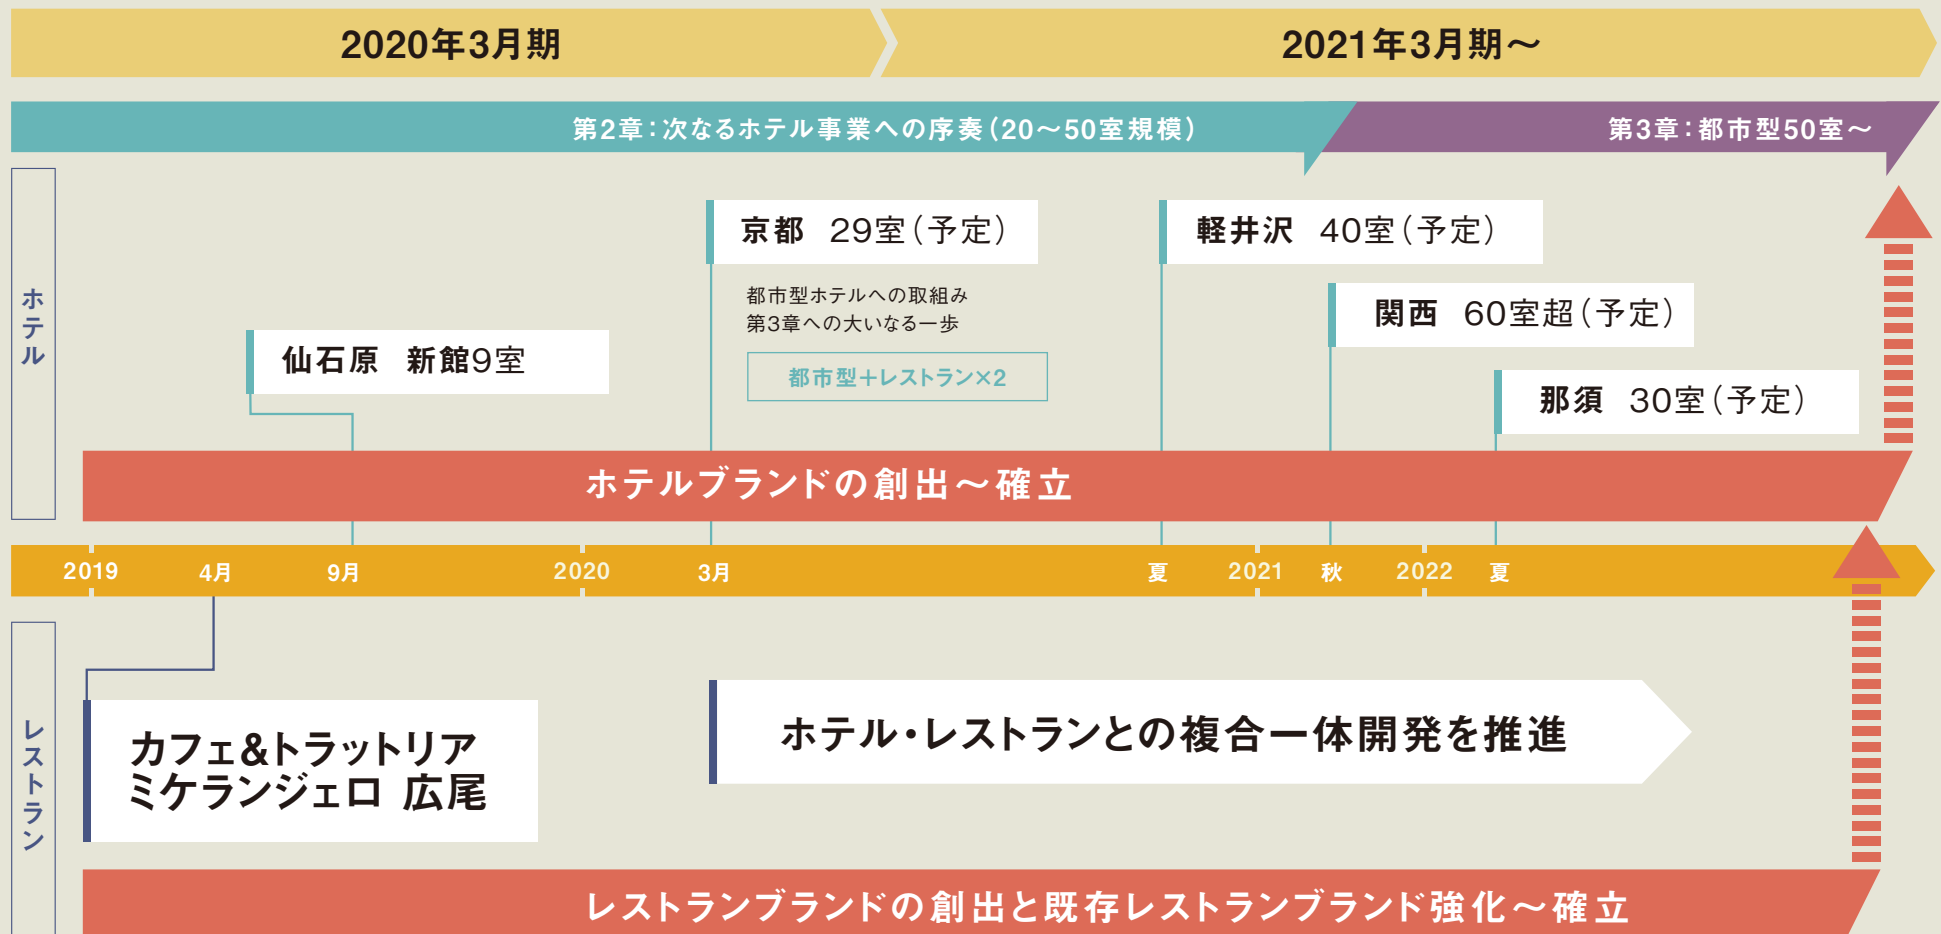 2020年3月期
2021年3月期～
第2章：次なるホテル事業への序奏（20～50室規模）
第3章：都市型50室～
ホテル
京都 29室（予定）
都市型ホテルへの取組み
第3章への大いなる一歩
都市型＋レストラン×2
軽井沢 40室（予定）
関西 60室超（予定）
仙石原 新館9室
那須 30室（予定）
ホテルブランドの創出～確立
2019 4月 9月 2020 3月 夏 2021 秋 2022 夏
レストラン
カフェ&トラットリア
ミケランジェロ 広尾
ホテル・レストランとの複合一体開発を推進
レストランブランドの創出と既存レストランブランド強化～確立